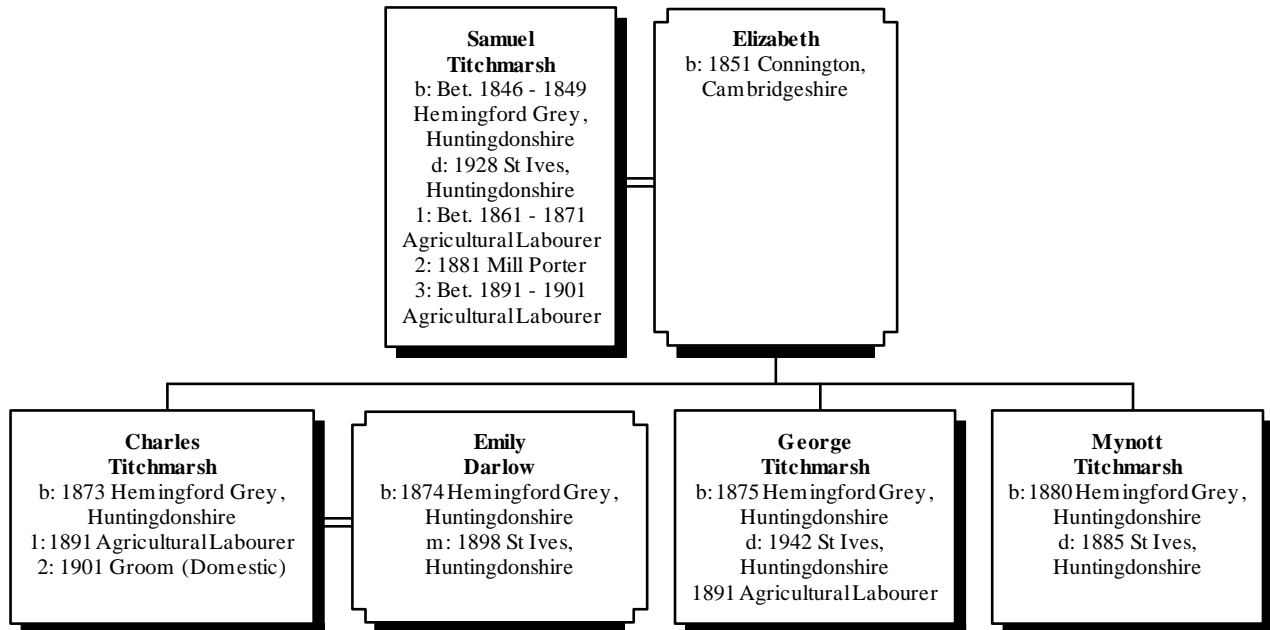 Samuel
Titchmarsh
b: Bet. 1846 - 1849
Hemingford Grey,
Huntingdonshire
d: 1928 St Ives,
Huntingdonshire
1: Bet. 1861 - 1871
Agricultural Labourer
2: 1881 Mill Porter
3: Bet. 1891 - 1901
Agricultural Labourer
Elizabeth
b: 1851 Connington,
Cambridgeshire
Charles
Titchmarsh
b: 1873 Hemingford Grey,
Huntingdonshire
1: 1891 Agricultural Labourer
2: 1901 Groom (Domestic)
Emily
Darlow
b: 1874 Hemingford Grey,
Huntingdonshire
m: 1898 St Ives,
Huntingdonshire
George
Titchmarsh
b: 1875 Hemingford Grey,
Huntingdonshire
d: 1942 St Ives,
Huntingdonshire
1891 Agricultural Labourer
Mynott
Titchmarsh
b: 1880 Hemingford Grey,
Huntingdonshire
d: 1885 St Ives,
Huntingdonshire